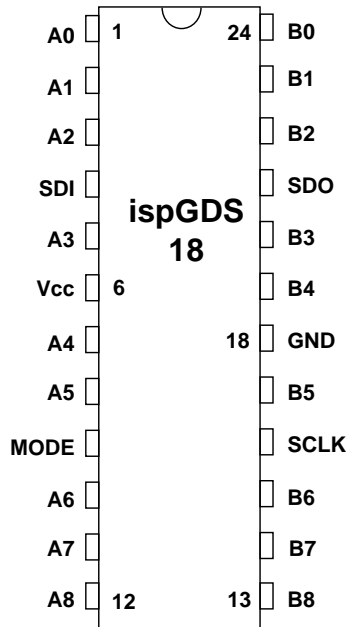 A0 1 24 B0
A1 B1
A2 B2
SDI SDO
ispGDS
18
A3 B3
Vcc 6 B4
A4 18 GND
A5 B5
MODE SCLK
A6 B6
A7 B7
A8 12 13 B8